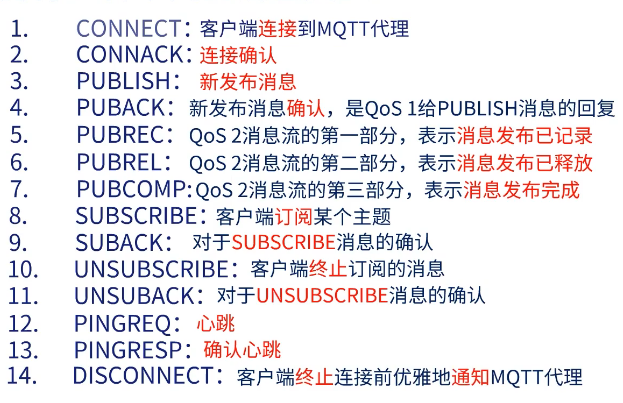 1. CONNECT：客户端连接到MQTT代理
2. CONNACK：连接确认
3. PUBLISH： 新发布消息
4. PUBACK： 新发布消息确认，是QoS 1给PUBLISH消息的回复
5. PUBREC： QoS 2消息流的第一部分，表示消息发布已记录
6. PUBREL： QoS 2消息流的第二部分，表示消息发布已释放
7. PUBCOMP:QoS 2消息流的第三部分，表示消息发布完成
8. SUBSCRIBE：客户端订阅某个主题
9. SUBACK： 对于SUBSCRIBE消息的确认
10. UNSUBSCRIBE：客户端终止订阅的消息
11. UNSUBACK：对于UNSUBSCRIBE消息的确认
12. PINGREQ： 心跳
13. PINGRESP：确认心跳
14. DISCONNECT：客户端终止连接前优雅地通知MQTT代理